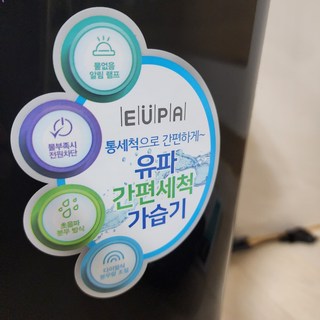 물없음
알림 램프
EUPA
물부족시
전원차단
통세척으로 간편하게~
유파
간편세척
가습기
초음파
분무 방식